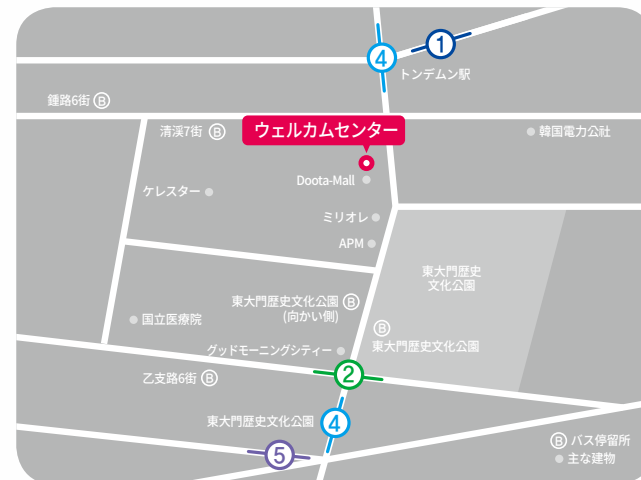 1
4
トンデムン駅
鍾路6街 B
清渓7街 B
ウェルカムセンター
韓国電力公社
Doota-Mall
ケレスター
ミリオレ
APM
東大門歴史
文化公園
東大門歴史文化公園 B
(向かい側)
国立医療院
B
東大門歴史文化公園
グッドモーニングシティー
2
乙支路6街 B
東大門歴史文化公園
4
5
B バス停留所
主な建物